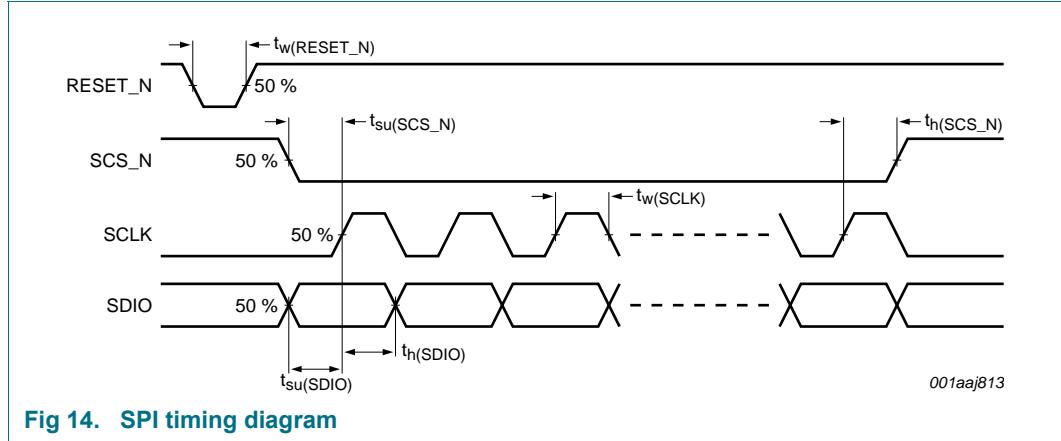 tw(RESET_N)
RESET_N
50 %
tsu(SCS_N)
th(SCS_N)
SCS_N
50 %
tw(SCLK)
SCLK
50 %
SDIO
50 %
th(SDIO)
tsu(SDIO)
001aaj813
Fig 14. SPI timing diagram